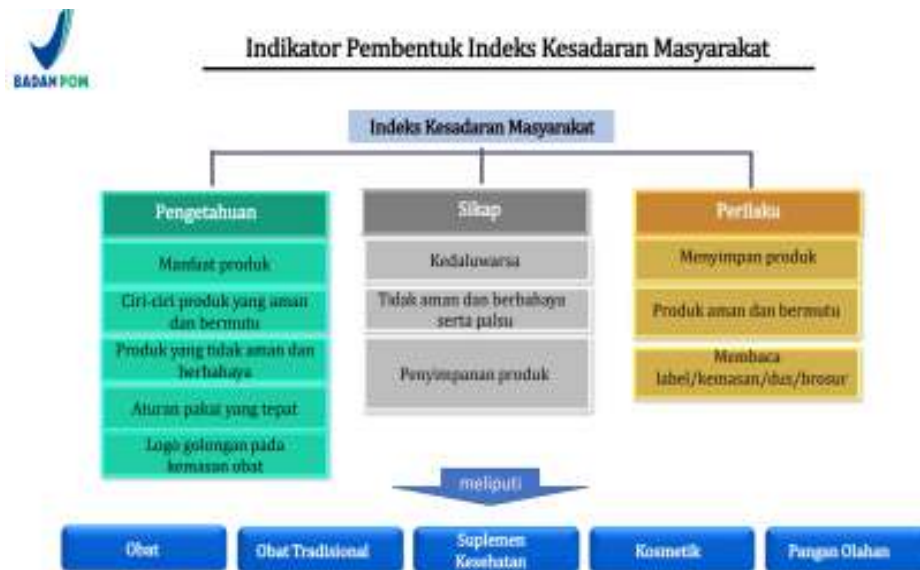 BADAN POM
Indikator Pembentuk Indeks Kesadaran Masyarakat
Indeks Kesadaran Masyarakat
Pengetahuan
Manfaat produk
Ciri-ciri produk yang aman
dan bermutu
Produk yang tidak aman dan
berbahaya
Aturan pakai yang tepat
Logo golongan pada
kemasan obat
Sikap
Kedaluwarsa
Tidak aman dan berbahaya
serta palsu
Penyimpanan produk
Perilaku
Menyimpan produk
Produk aman dan bermutu
Membaca
label/kemasan/dus/brosur
meliputi
Obat
Obat Tradisional
Suplemen
Kesehatan
Kosmetik
Pangan Olahan